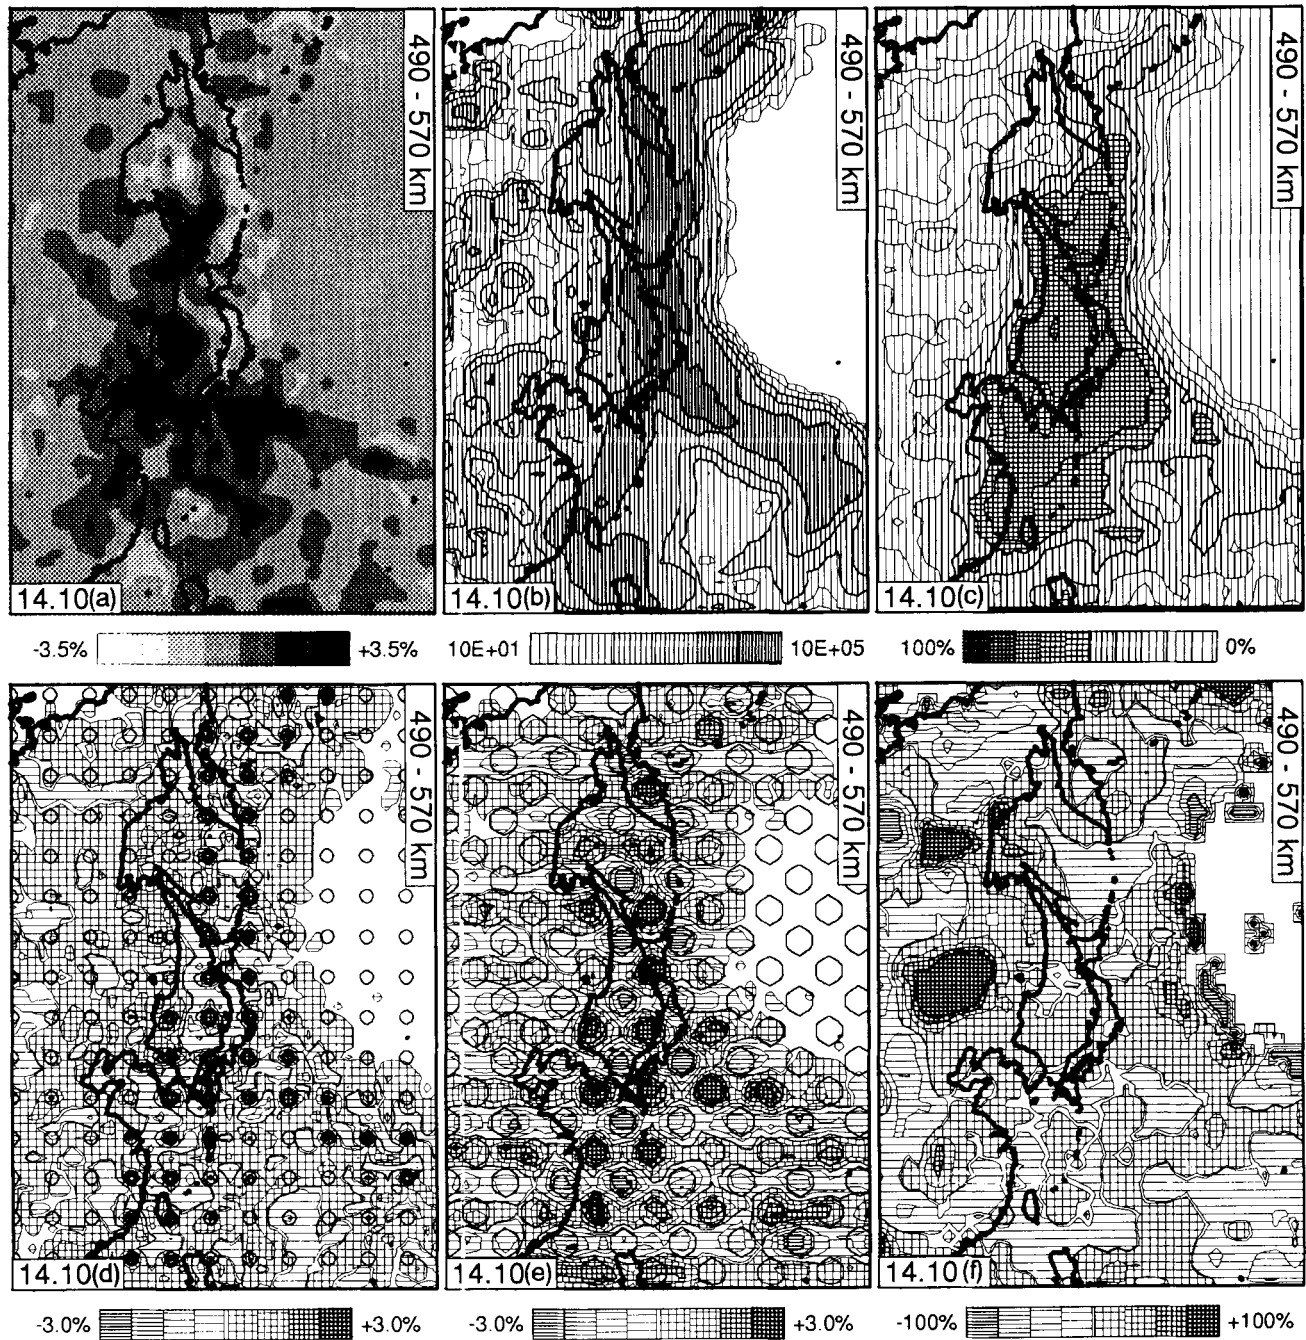 490 - 570 km
490 - 570 km
490 - 570 km
14.10(a)
14.10(b)
14.10(c)
-3.5% +3.5%
10E+01 10E+05
100% 0%
490 - 570 km
490 - 570 km
490 - 570 km
14.10(d)
14.10(e)
14.10(f)
-3.0% +3.0%
-3.0% +3.0%
-100% +100%